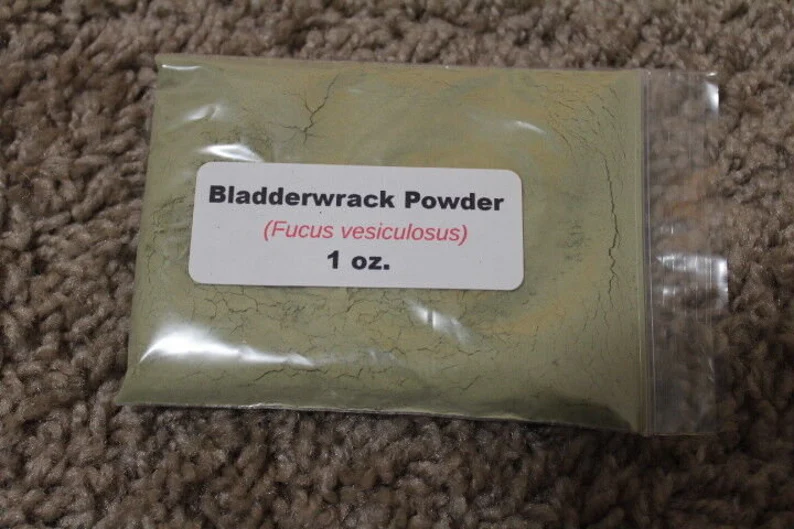 Bladderwrack Powder
(Fucus vesiculosus)
1 oz.